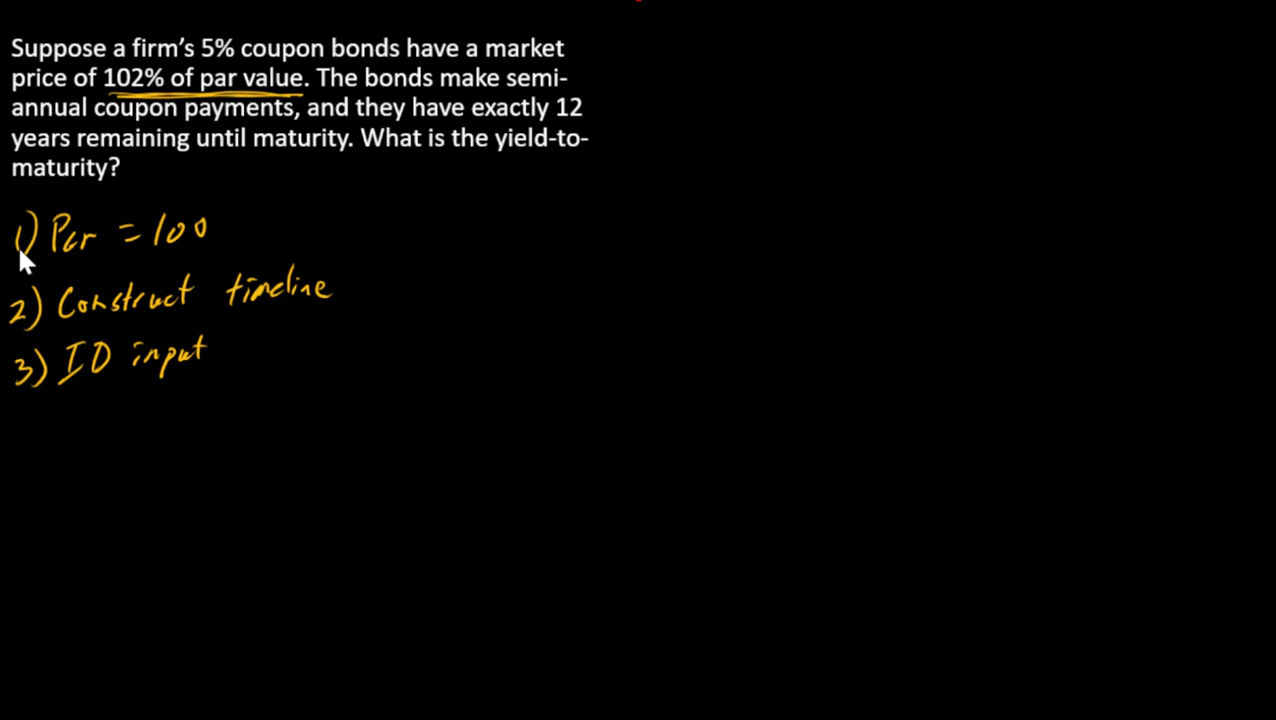 Suppose a firm's 5% coupon bonds have a market
price of 102% of par value. The bonds make semi-
annual coupon payments, and they have exactly 12
years remaining until maturity. What is the yield-to-
maturity?
1) Par = 100
2) Construct timeline
3) ID input